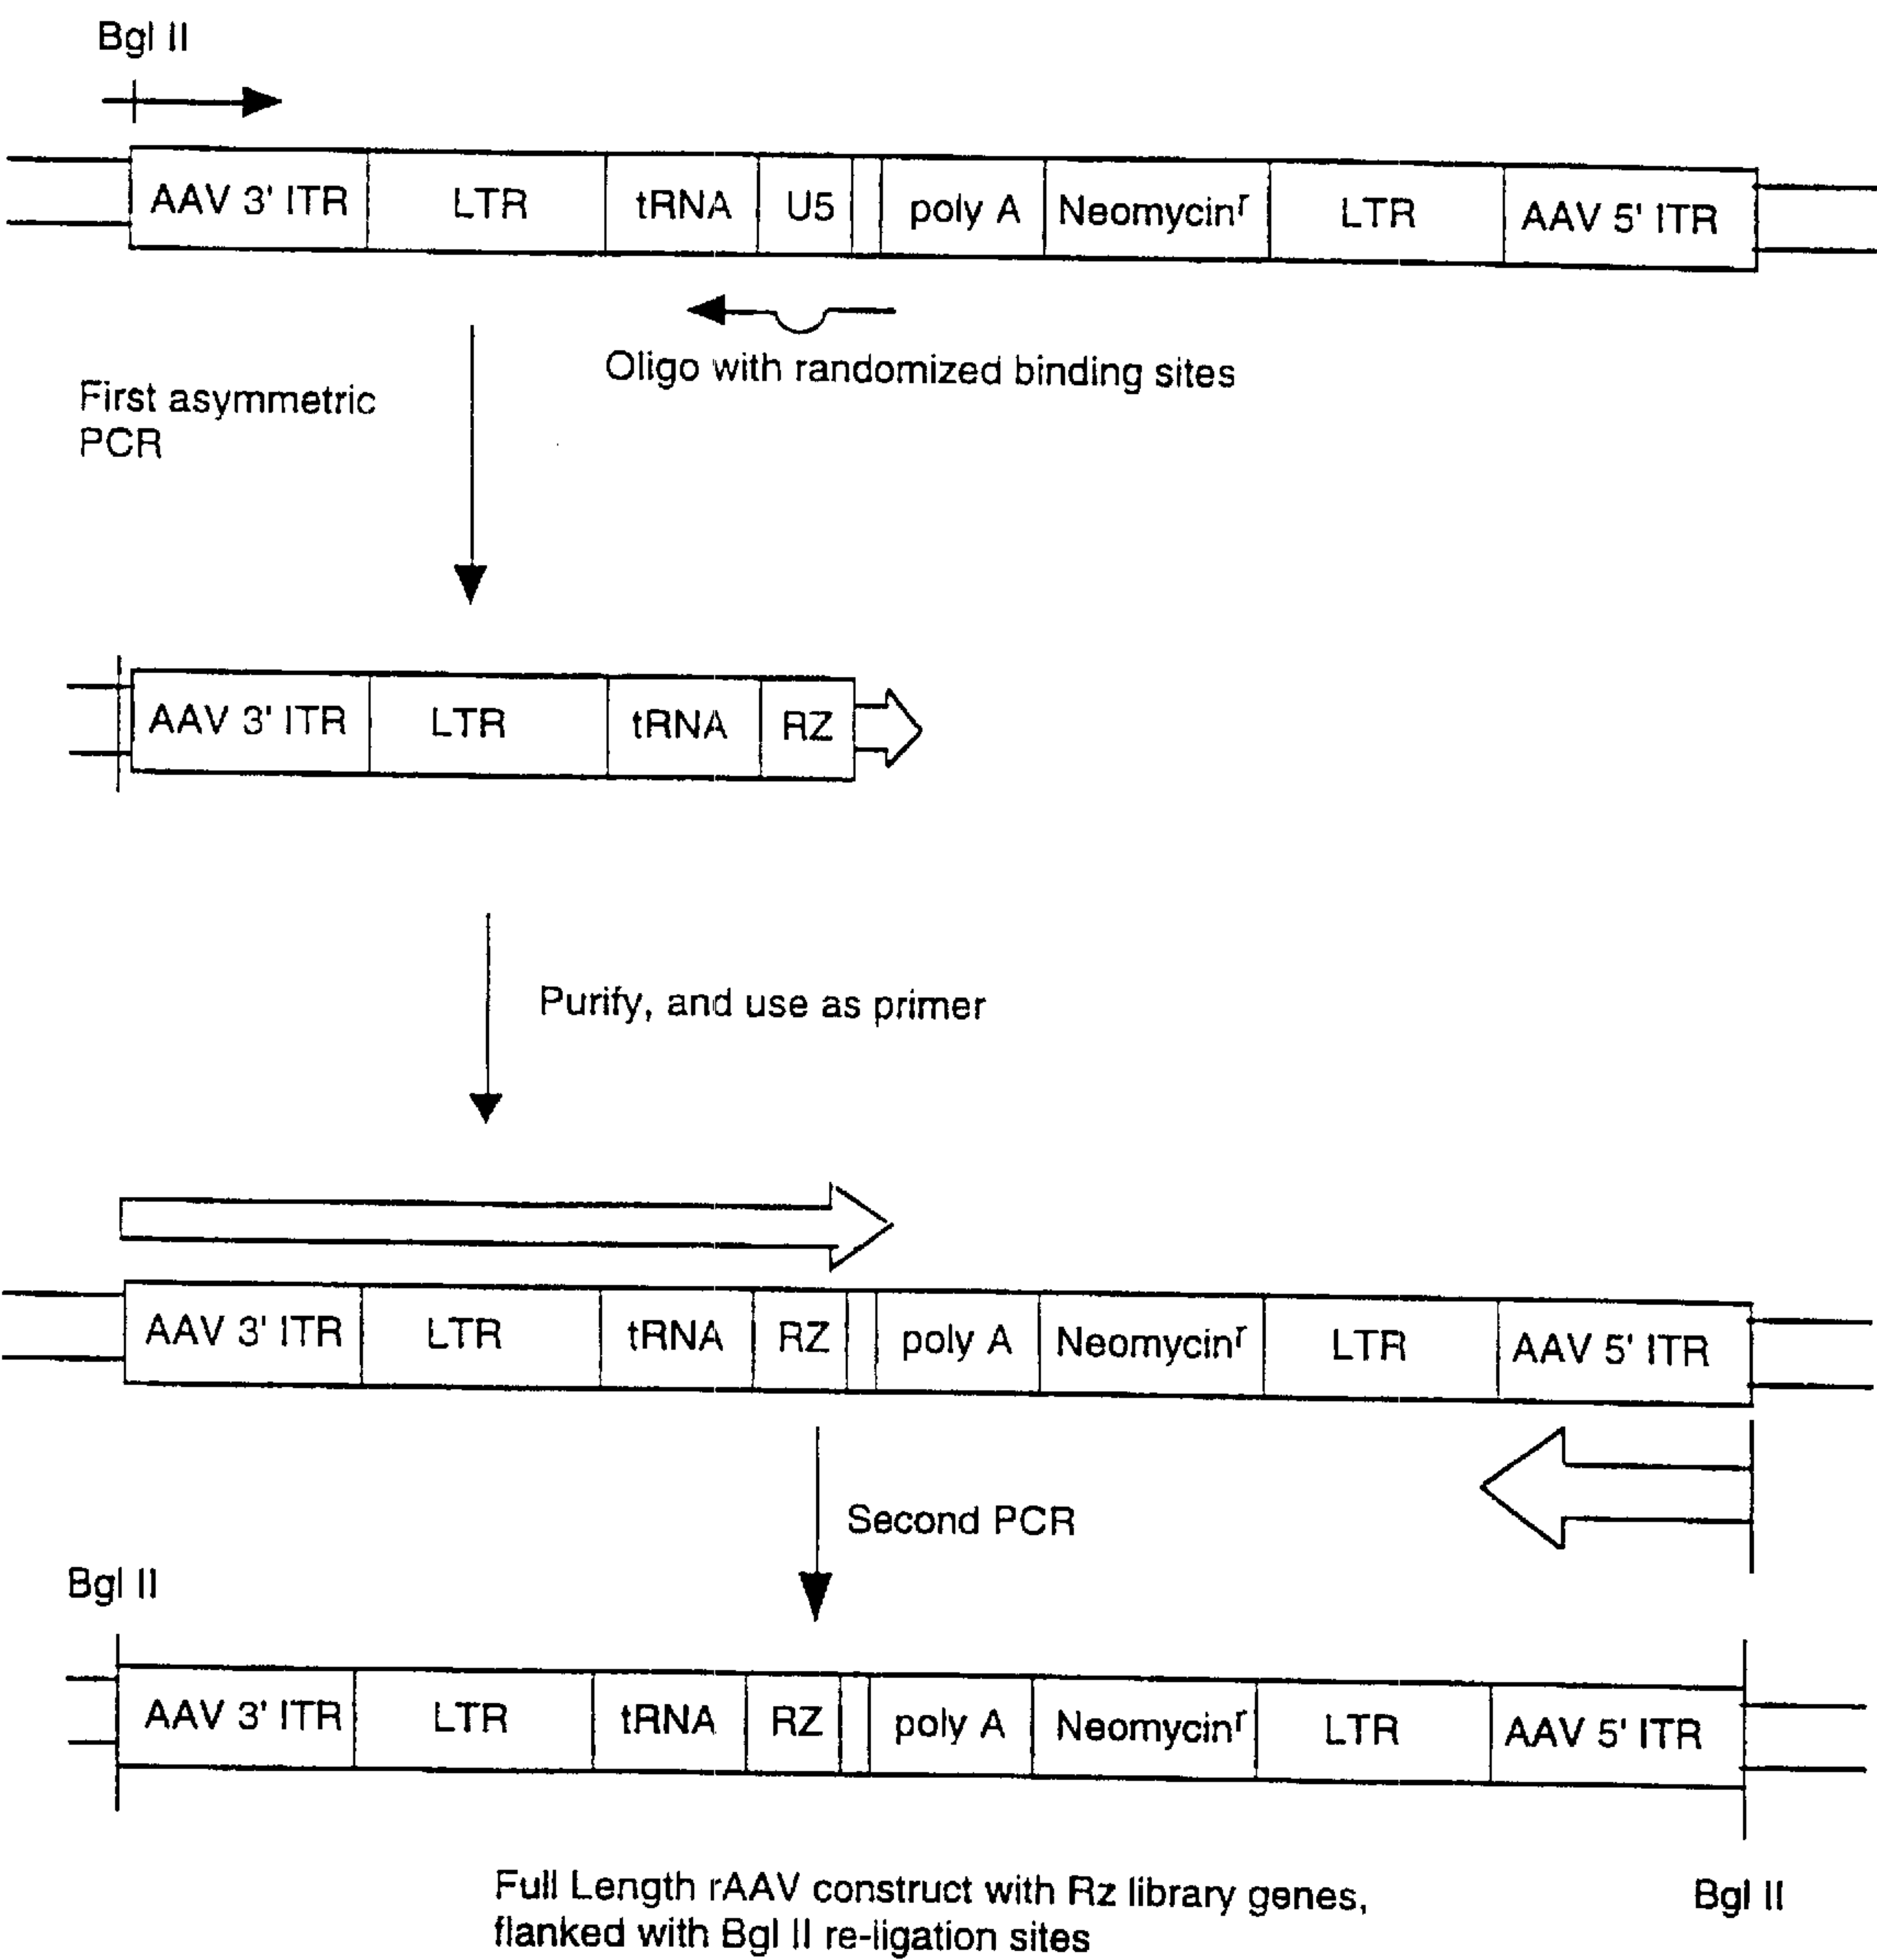 Bgl II
AAV 3' ITR LTR tRNA U5 poly A Neomycinʳ LTR AAV 5' ITR
Oligo with randomized binding sites
First asymmetric
PCR
AAV 3' ITR LTR tRNA RZ
Purify, and use as primer
AAV 3' ITR LTR tRNA RZ poly A Neomycinʳ LTR AAV 5' ITR
Second PCR
Bgl II
AAV 3' ITR LTR tRNA RZ poly A Neomycinʳ LTR AAV 5' ITR
Full Length rAAV construct with Rz library genes,
flanked with Bgl II re-ligation sites
Bgl II